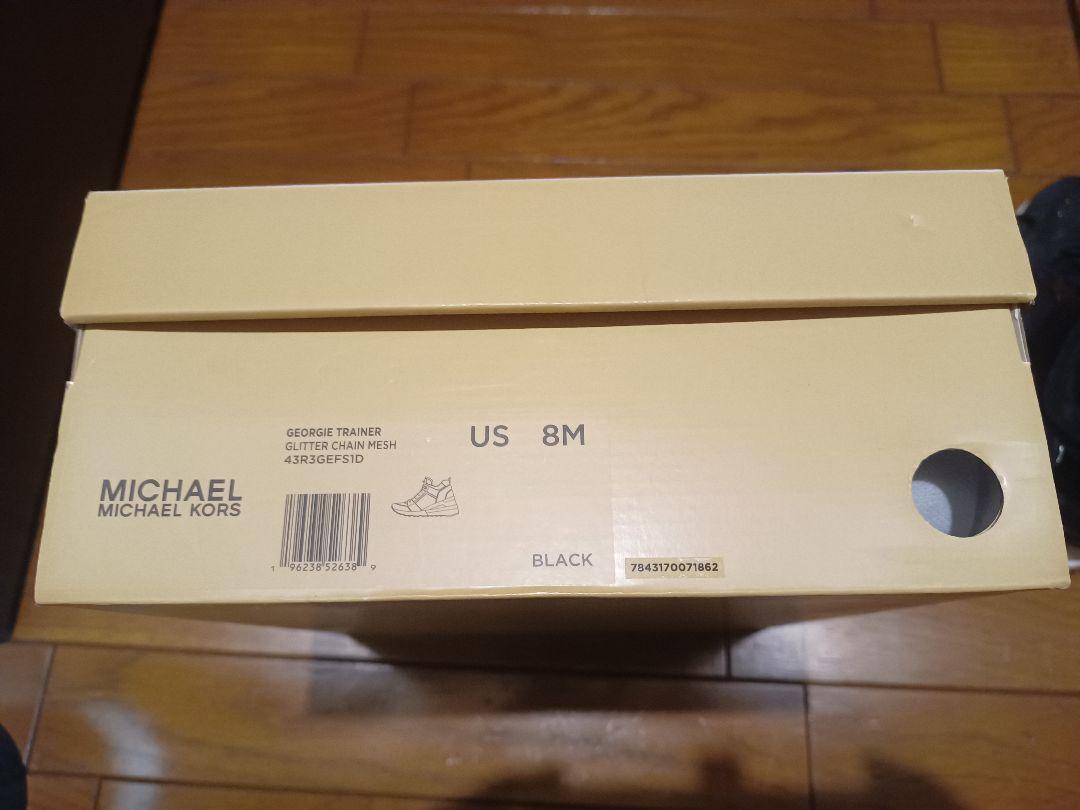 GEORGIE TRAINER
GLITTER CHAIN MESH
43R3GEFS1D
US 8M
MICHAEL
MICHAEL KORS
1 96238 52638 9
BLACK
7843170071862